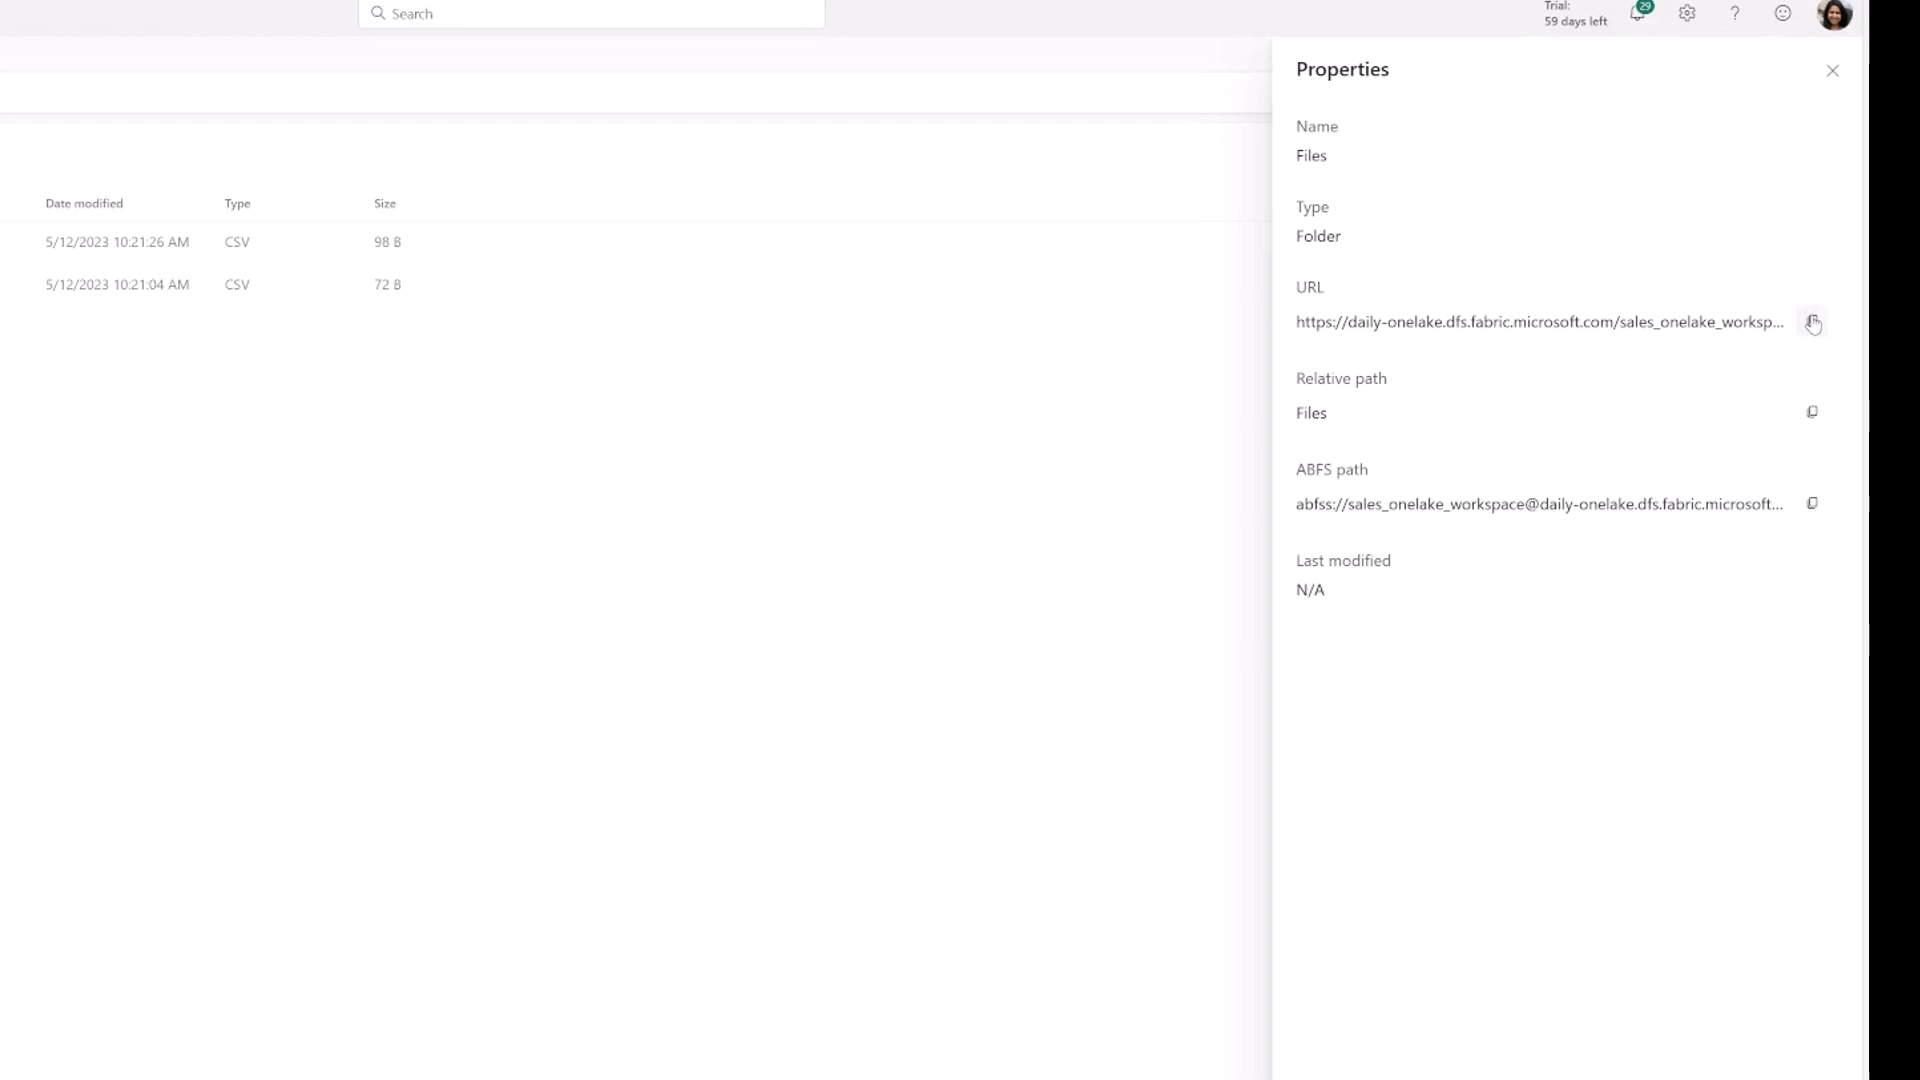 Search
Trial:
59 days left
29
Properties
Name
Files
Type
Folder
URL
https://daily-onelake.dfs.fabric.microsoft.com/sales_onelake_worksp...
Relative path
Files
ABFS path
abfss://sales_onelake_workspace@daily-onelake.dfs.fabric.microsoft...
Last modified
N/A
Date modified Type Size
5/12/2023 10:21:26 AM CSV 98 B
5/12/2023 10:21:04 AM CSV 72 B